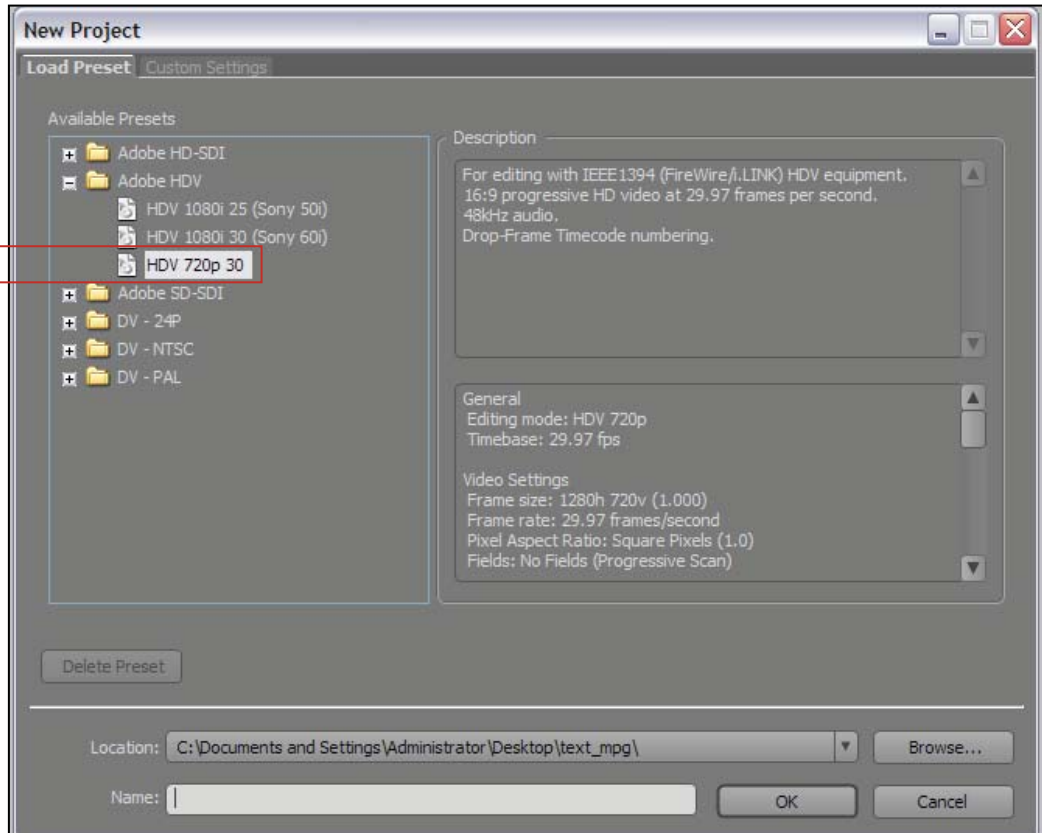 New Project
Load Preset Custom Settings
Available Presets
Adobe HD-SDI
Adobe HDV
HDV 1080i 25 (Sony 50i)
HDV 1080i 30 (Sony 60i)
HDV 720p 30
Adobe SD-SDI
DV - 24P
DV - NTSC
DV - PAL
Description
For editing with IEEE1394 (FireWire/i.LINK) HDV equipment.
16:9 progressive HD video at 29.97 frames per second.
48kHz audio.
Drop-Frame Timecode numbering.
General
Editing mode: HDV 720p
Timebase: 29.97 fps
Video Settings
Frame size: 1280h 720v (1.000)
Frame rate: 29.97 frames/second
Pixel Aspect Ratio: Square Pixels (1.0)
Fields: No Fields (Progressive Scan)
Delete Preset
Location: C:\Documents and Settings\Administrator\Desktop\text_mpg\ Browse...
Name: OK Cancel